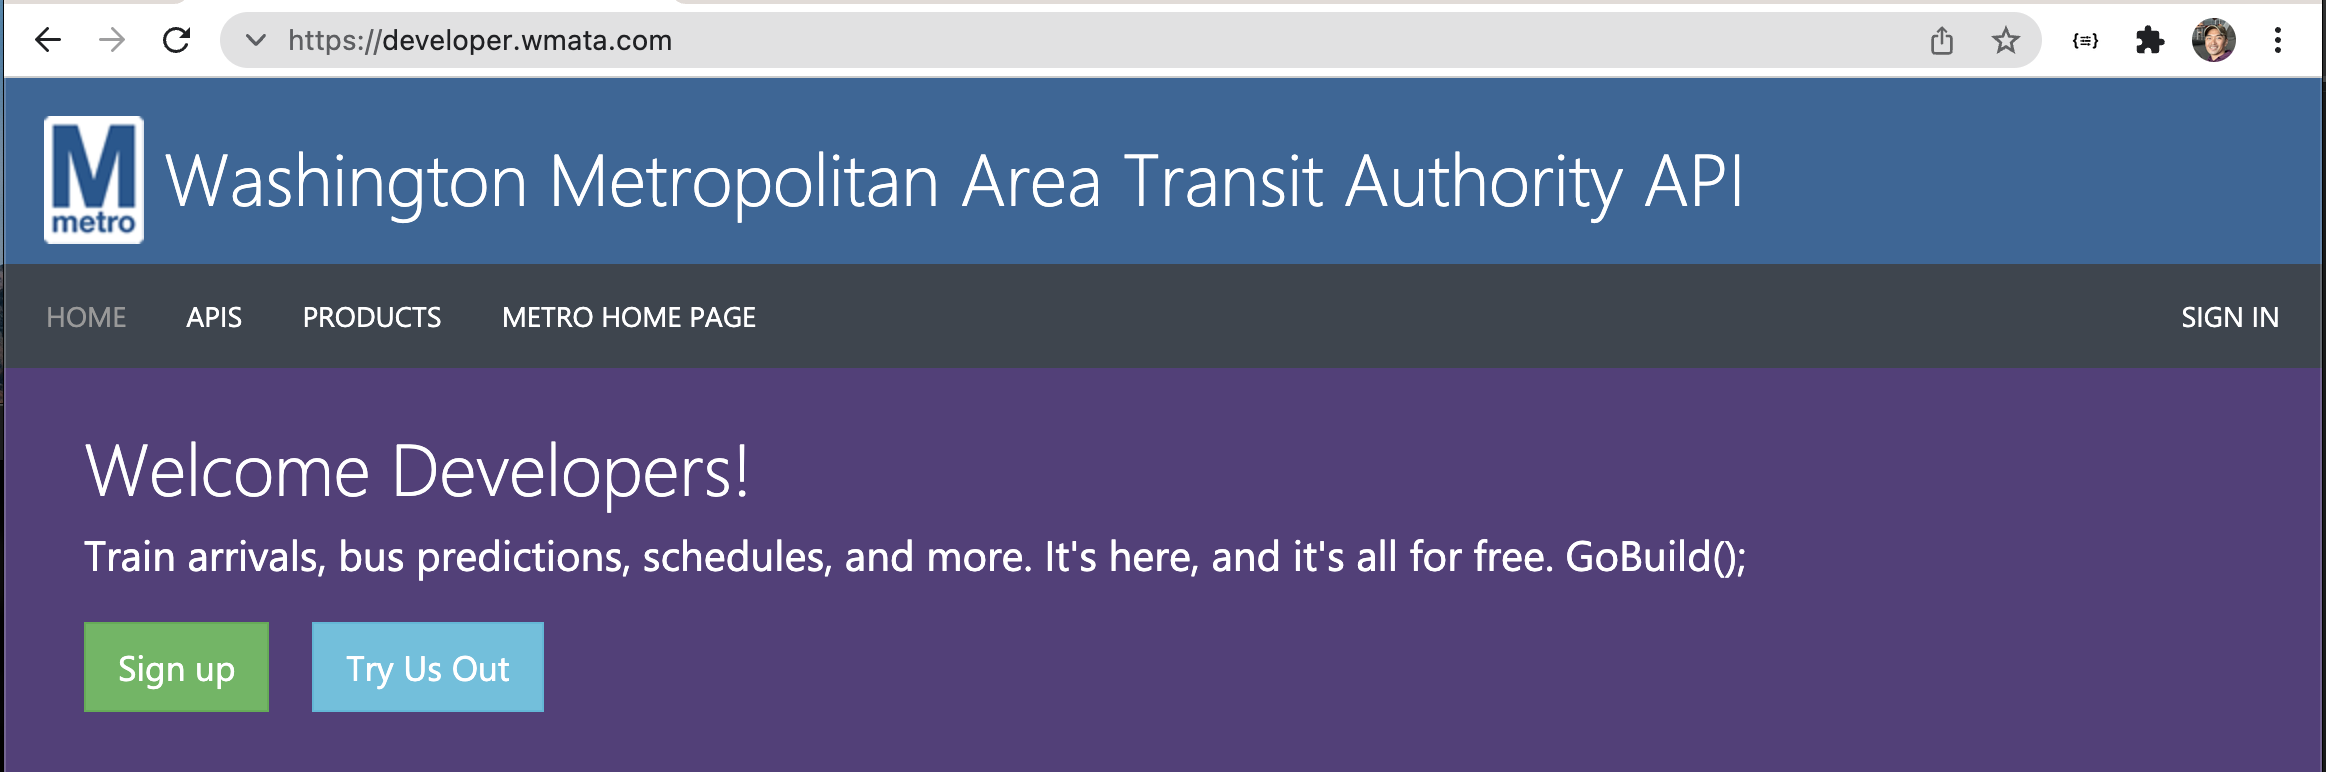 https://developer.wmata.com
M
metro
Washington Metropolitan Area Transit Authority API
HOME APIS PRODUCTS METRO HOME PAGE SIGN IN
Welcome Developers!
Train arrivals, bus predictions, schedules, and more. It's here, and it's all for free. GoBuild();
Sign up Try Us Out